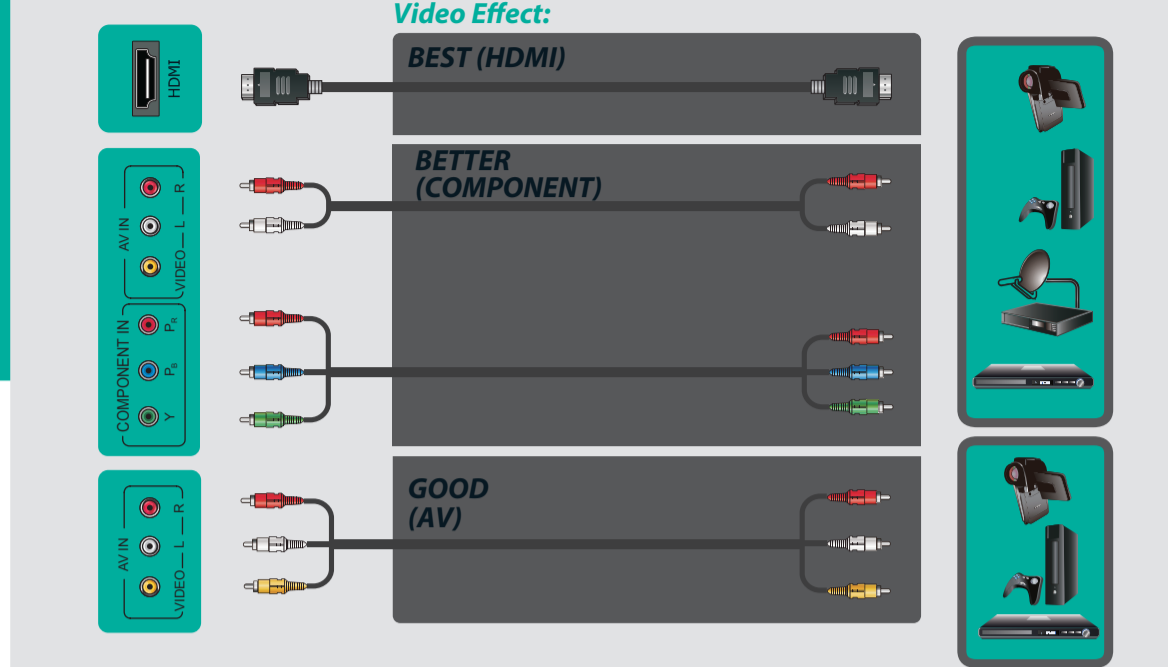 Video Effect:
BEST (HDMI)
HDMI
BETTER
(COMPONENT)
AV IN
VIDEO L R
COMPONENT IN
Y PB PR
GOOD
(AV)
AV IN
VIDEO L R